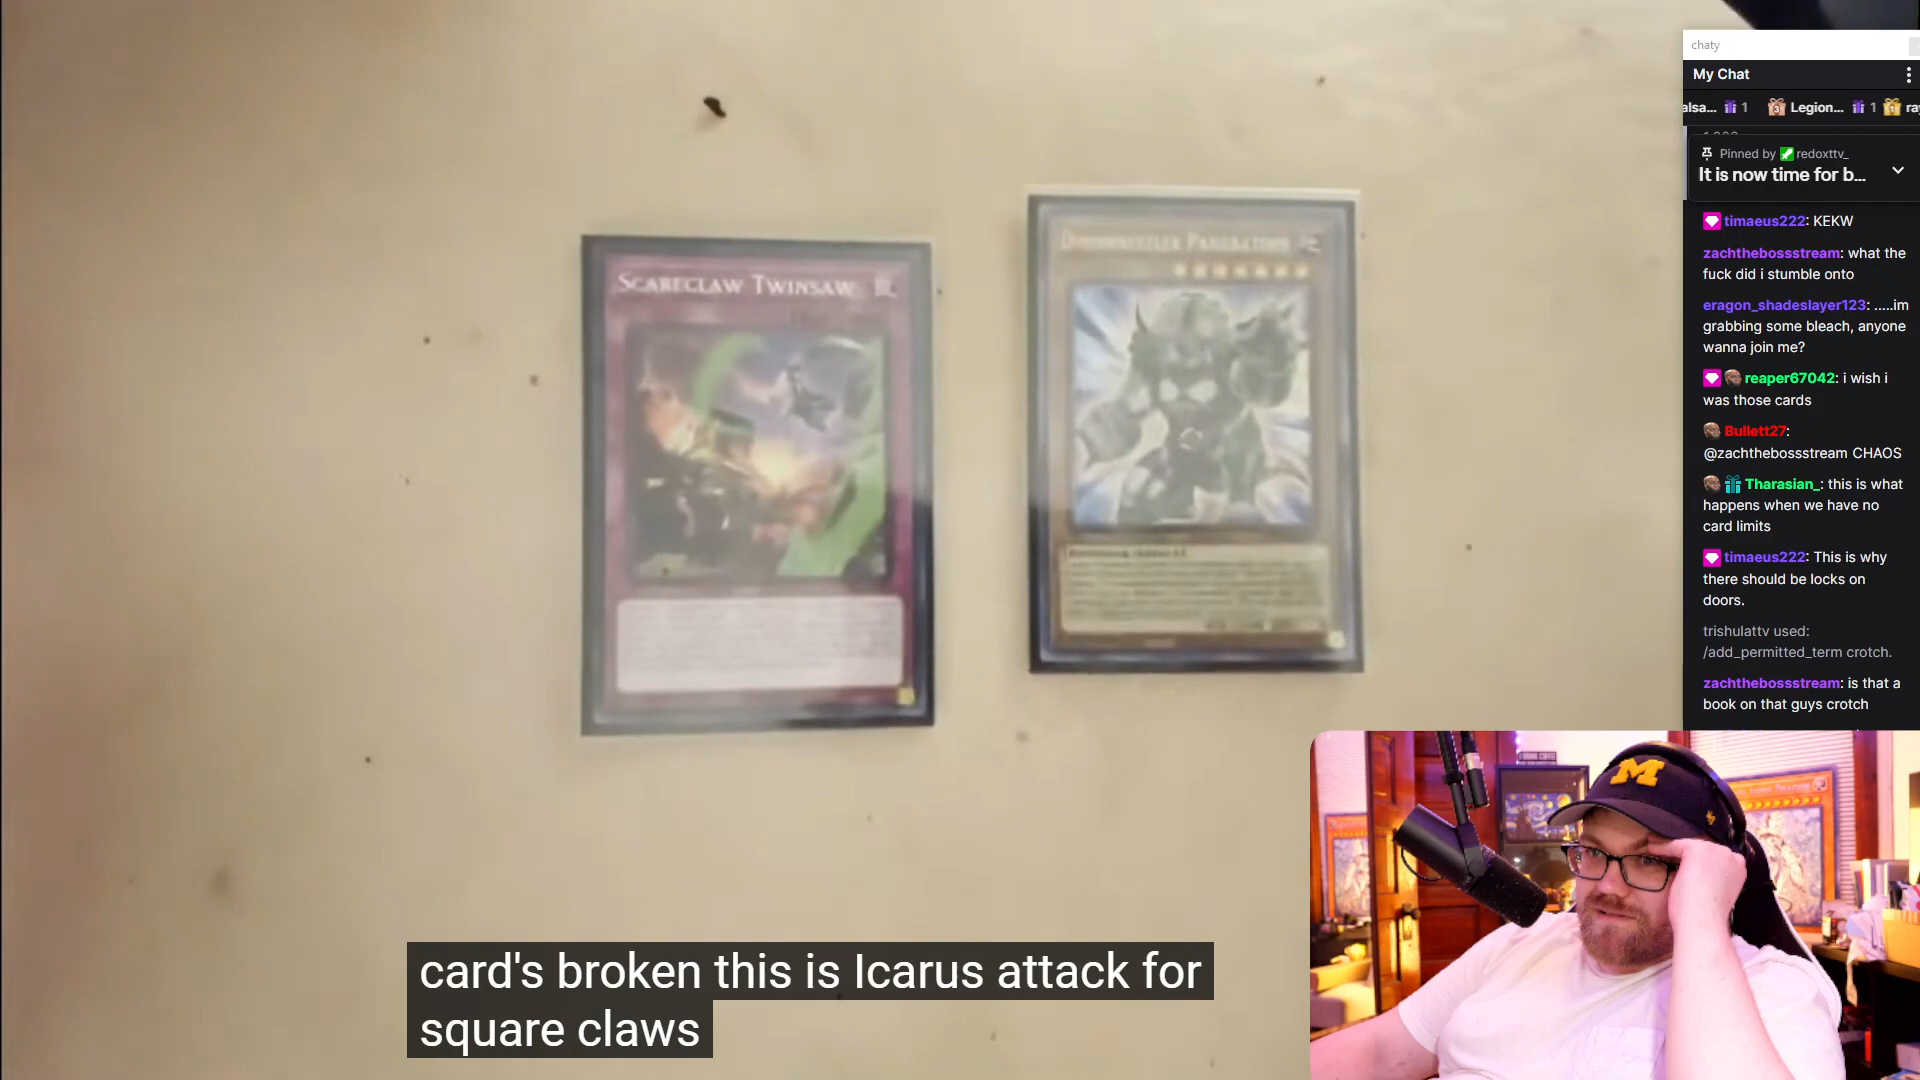 chaty
My Chat
alsa... 1 Legion... 1 ra
Pinned by redoxttv_
It is now time for b...
timaeus222: KEKW
zachthebossstream: what the
fuck did i stumble onto
eragon_shadeslayer123: .....im
grabbing some bleach, anyone
wanna join me?
reaper67042: i wish i
was those cards
Bullett27:
@zachthebossstream CHAOS
Tharasian_: this is what
happens when we have no
card limits
timaeus222: This is why
there should be locks on
doors.
trishulattv used:
/add_permitted_term crotch.
zachthebossstream: is that a
book on that guys crotch
SCARECLAW TWINSAW
M
card's broken this is Icarus attack for
square claws